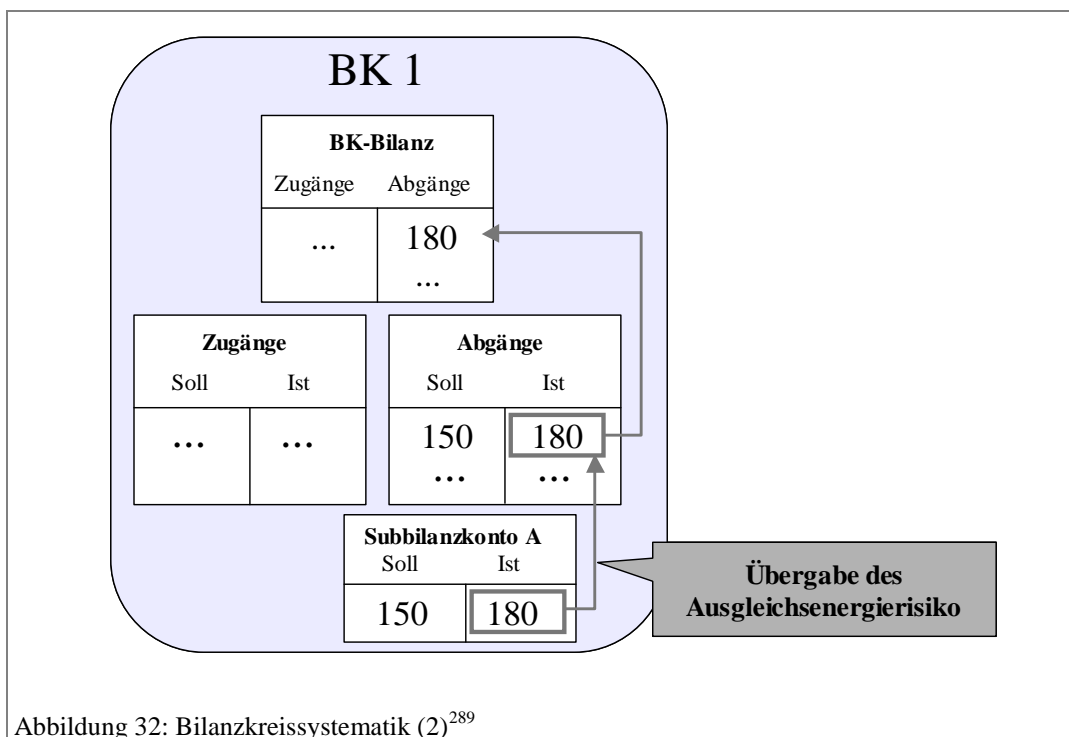 BK 1
BK-Bilanz
Zugänge Abgänge
... 180
...
Zugänge
Soll Ist
... ...
Abgänge
Soll Ist
150 180
... ...
Subbilanzkonto A
Soll Ist
150 180
Übergabe des
Ausgleichsenergierisiko
Abbildung 32: Bilanzkreissystematik (2)289